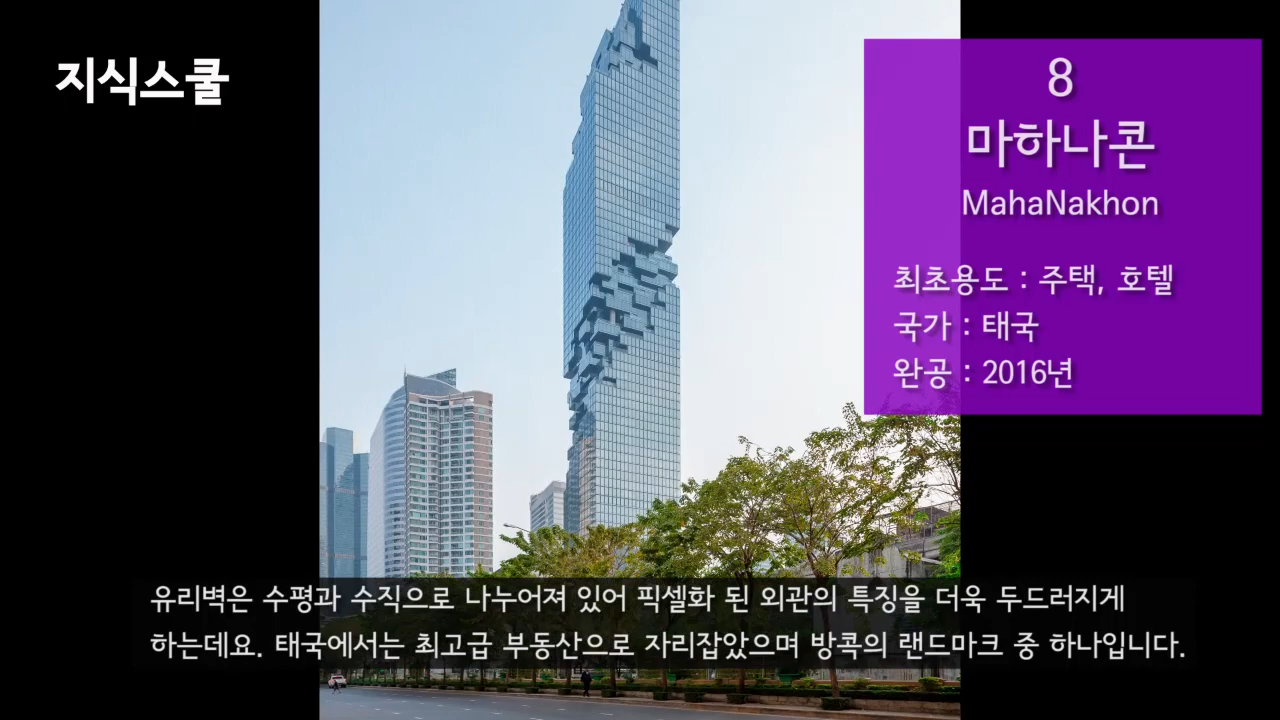 지식스쿨
8
마하나콘
MahaNakhon
최초용도 : 주택, 호텔
국가 : 태국
완공 : 2016년
유리벽은 수평과 수직으로 나누어져 있어 픽셀화 된 외관의 특징을 더욱 두드러지게
하는데요. 태국에서는 최고급 부동산으로 자리잡았으며 방콕의 랜드마크 중 하나입니다.